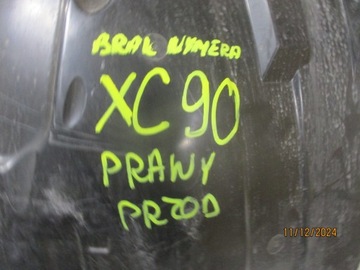 BRAK NUMERA
XC90
PRAWY
PRZOD
11/12/2024